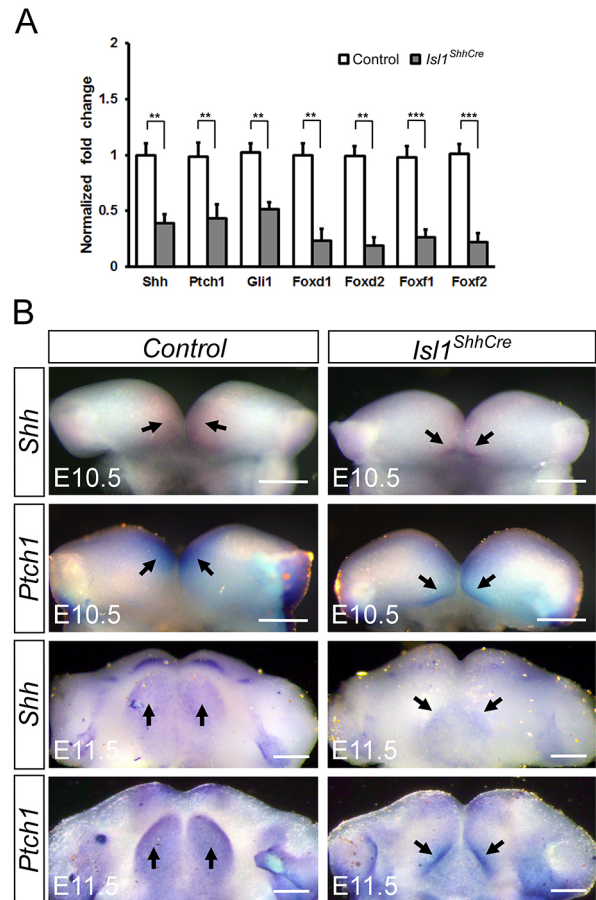 A
2
1.5
1
0.5
0
Normalized fold change
Control Isl1ShhCre
** ** ** ** ** *** ***
Shh Ptch1 Gli1 Foxd1 Foxd2 Foxf1 Foxf2
B
Control Isl1ShhCre
Shh
E10.5 E10.5
Ptch1
E10.5 E10.5
Shh
E11.5 E11.5
Ptch1
E11.5 E11.5